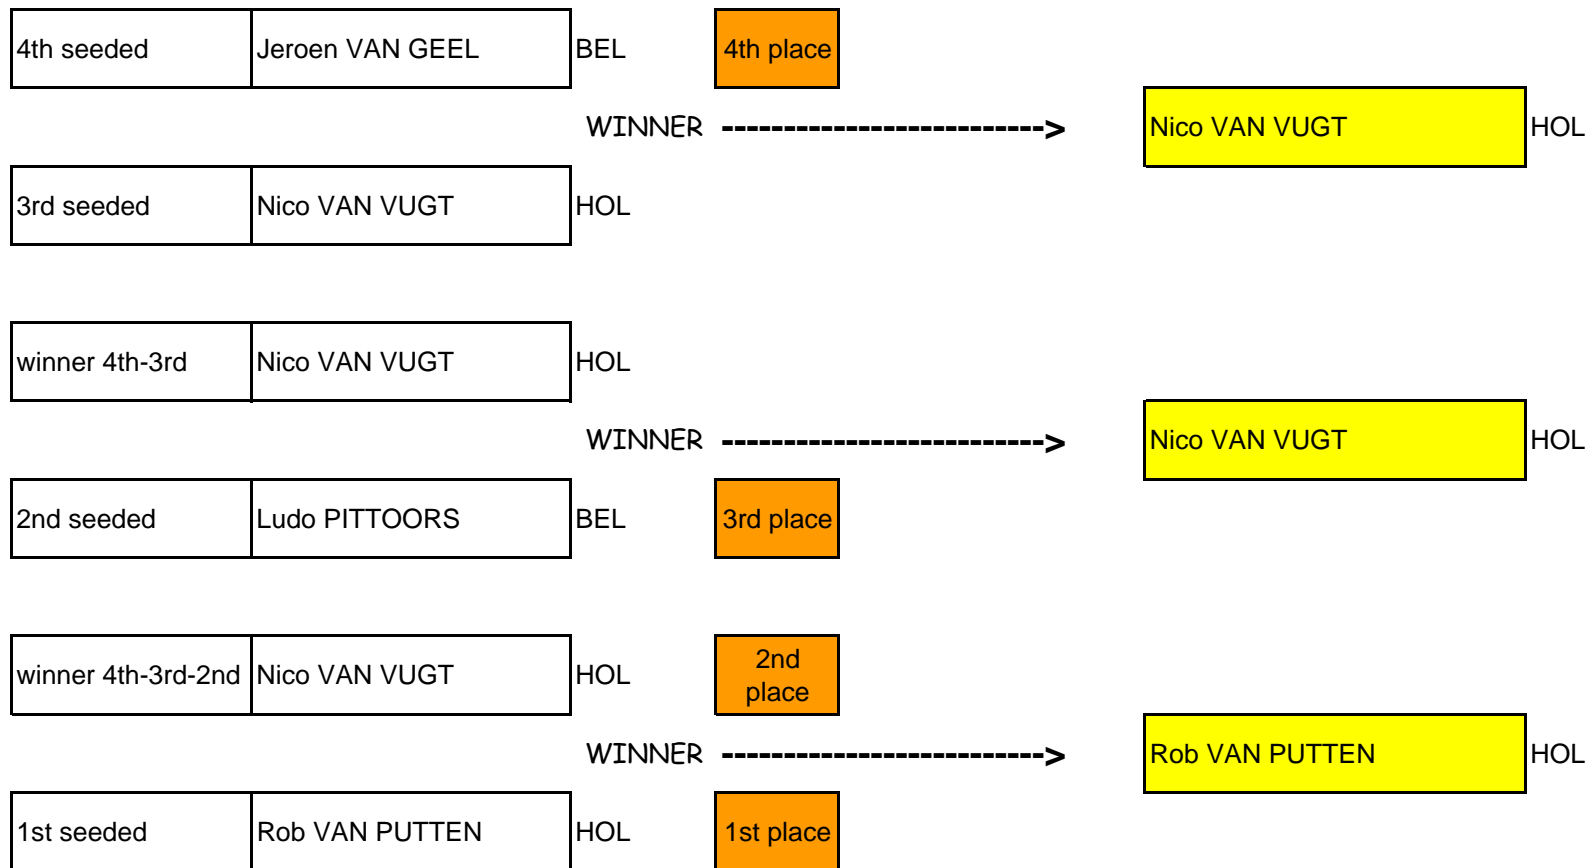 4th seeded Jeroen VAN GEEL BEL 4th place
WINNER --------------------------> Nico VAN VUGT HOL
3rd seeded Nico VAN VUGT HOL
winner 4th-3rd Nico VAN VUGT HOL
WINNER --------------------------> Nico VAN VUGT HOL
2nd seeded Ludo PITTOORS BEL 3rd place
winner 4th-3rd-2nd Nico VAN VUGT HOL 2nd
place
WINNER --------------------------> Rob VAN PUTTEN HOL
1st seeded Rob VAN PUTTEN HOL 1st place